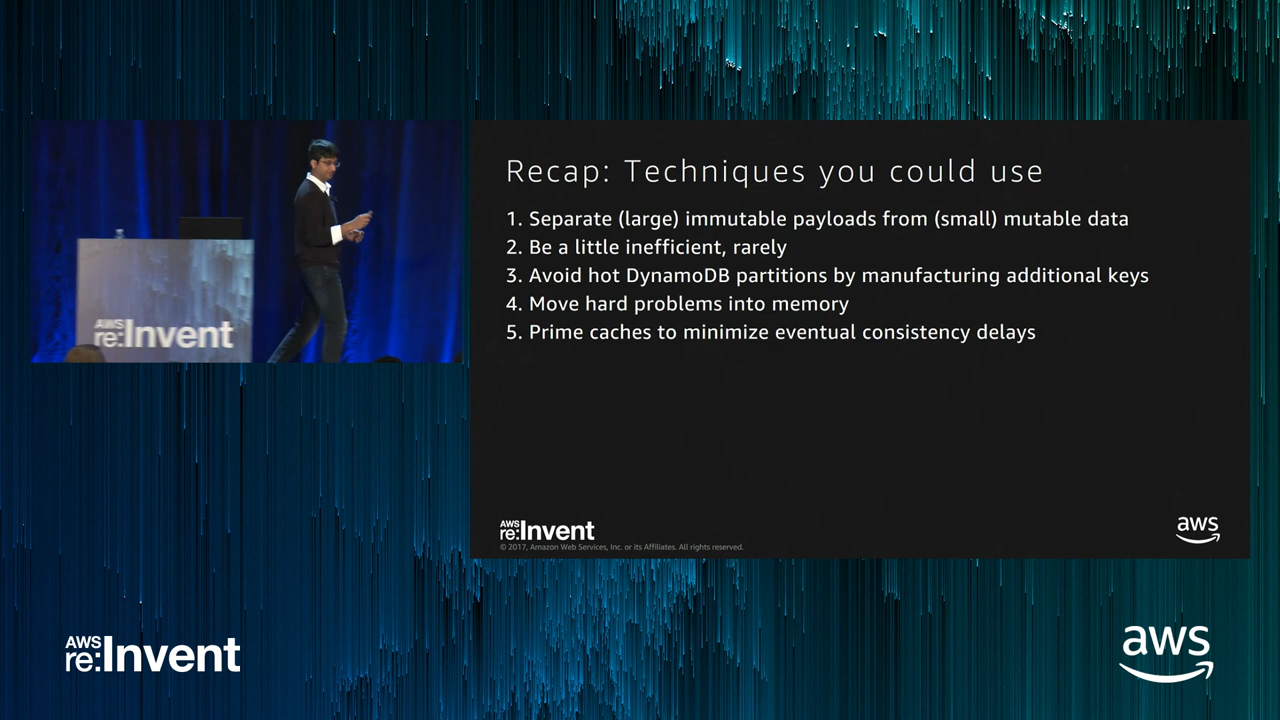 Recap: Techniques you could use
1. Separate (large) immutable payloads from (small) mutable data
2. Be a little inefficient, rarely
3. Avoid hot DynamoDB partitions by manufacturing additional keys
4. Move hard problems into memory
5. Prime caches to minimize eventual consistency delays
AWS
re:Invent
AWS
re:Invent
© 2017, Amazon Web Services, Inc. or its Affiliates. All rights reserved.
aws
AWS
re:Invent
aws